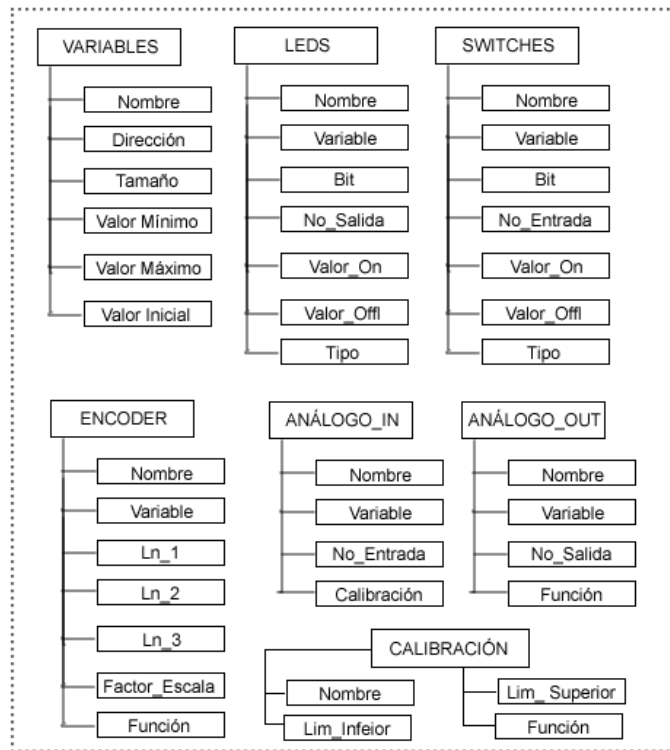 VARIABLES
Nombre
Dirección
Tamaño
Valor Mínimo
Valor Máximo
Valor Inicial
LEDS
Nombre
Variable
Bit
No_Salida
Valor_On
Valor_Offl
Tipo
SWITCHES
Nombre
Variable
Bit
No_Entrada
Valor_On
Valor_Offl
Tipo
ENCODER
Nombre
Variable
Ln_1
Ln_2
Ln_3
Factor_Escala
Función
ANÁLOGO_IN
Nombre
Variable
No_Entrada
Calibración
ANÁLOGO_OUT
Nombre
Variable
No_Salida
Función
CALIBRACIÓN
Nombre
Lim_Infeior
Lim_ Superior
Función